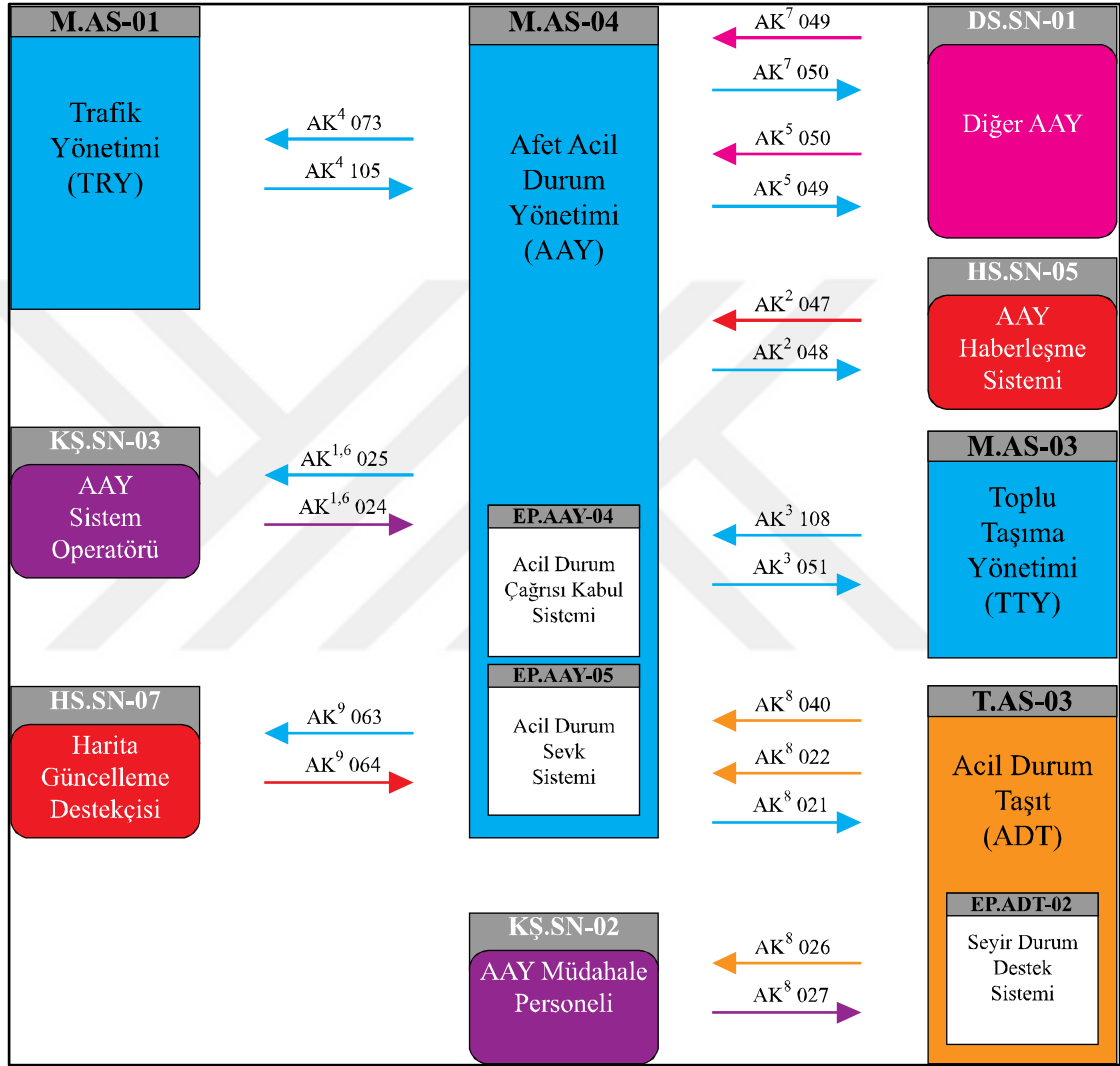 M.AS-01
Trafik
Yönetimi
(TRY)
AK⁴ 073
AK⁴ 105
KŞ.SN-03
AAY
Sistem
Operatörü
AK¹,⁶ 025
AK¹,⁶ 024
HS.SN-07
Harita
Güncelleme
Destekçisi
AK⁹ 063
AK⁹ 064
M.AS-04
Afet Acil
Durum
Yönetimi
(AAY)
EP.AAY-04
Acil Durum
Çağrısı Kabul
Sistemi
EP.AAY-05
Acil Durum
Sevk
Sistemi
KŞ.SN-02
AAY Müdahale
Personeli
AK⁷ 049
AK⁷ 050
AK⁵ 050
AK⁵ 049
DS.SN-01
Diğer AAY
AK² 047
AK² 048
HS.SN-05
AAY
Haberleşme
Sistemi
AK³ 108
AK³ 051
M.AS-03
Toplu
Taşıma
Yönetimi
(TTY)
AK⁸ 040
AK⁸ 022
AK⁸ 021
T.AS-03
Acil Durum
Taşıt
(ADT)
AK⁸ 026
AK⁸ 027
EP.ADT-02
Seyir Durum
Destek
Sistemi